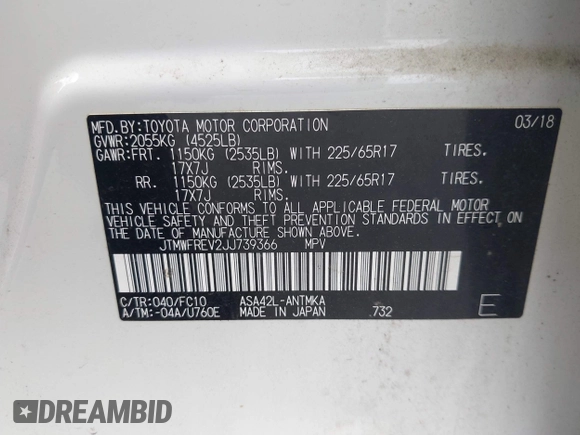 MFD.BY:TOYOTA MOTOR CORPORATION 03/18
GVWR:2055KG (4525LB)
GAWR:FRT. 1150KG (2535LB) WITH 225/65R17 TIRES.
17X7J RIMS.
RR. 1150KG (2535LB) WITH 225/65R17 TIRES.
17X7J RIMS.
THIS VEHICLE CONFORMS TO ALL APPLICABLE FEDERAL MOTOR
VEHICLE SAFETY AND THEFT PREVENTION STANDARDS IN EFFECT ON
THE DATE OF MANUFACTURE SHOWN ABOVE.
JTMWFREV2JJ739366 MPV
C/TR:040/FC10 ASA42L-ANTMKA
A/TM:-04A/U760E MADE IN JAPAN 732 E
DREAMBID